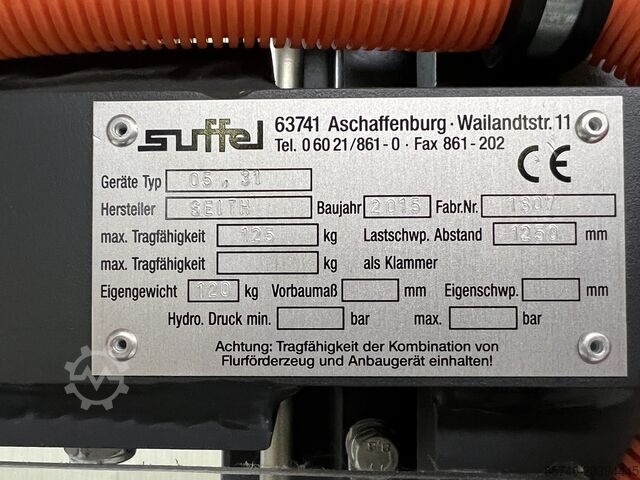 suffel 63741 Aschaffenburg · Wailandtstr. 11
Tel. 0 60 21/861-0 · Fax 861-202
CE
Geräte Typ 05,31
Hersteller SEITH Baujahr 2015 Fabr.Nr. 1307
max. Tragfähigkeit 125 kg Lastschwp. Abstand 1250 mm
max. Tragfähigkeit kg als Klammer
Eigengewicht 120 kg Vorbaumaß mm Eigenschwp. mm
Hydro. Druck min. bar max. bar
Achtung: Tragfähigkeit der Kombination von
Flurförderzeug und Anbaugerät einhalten!